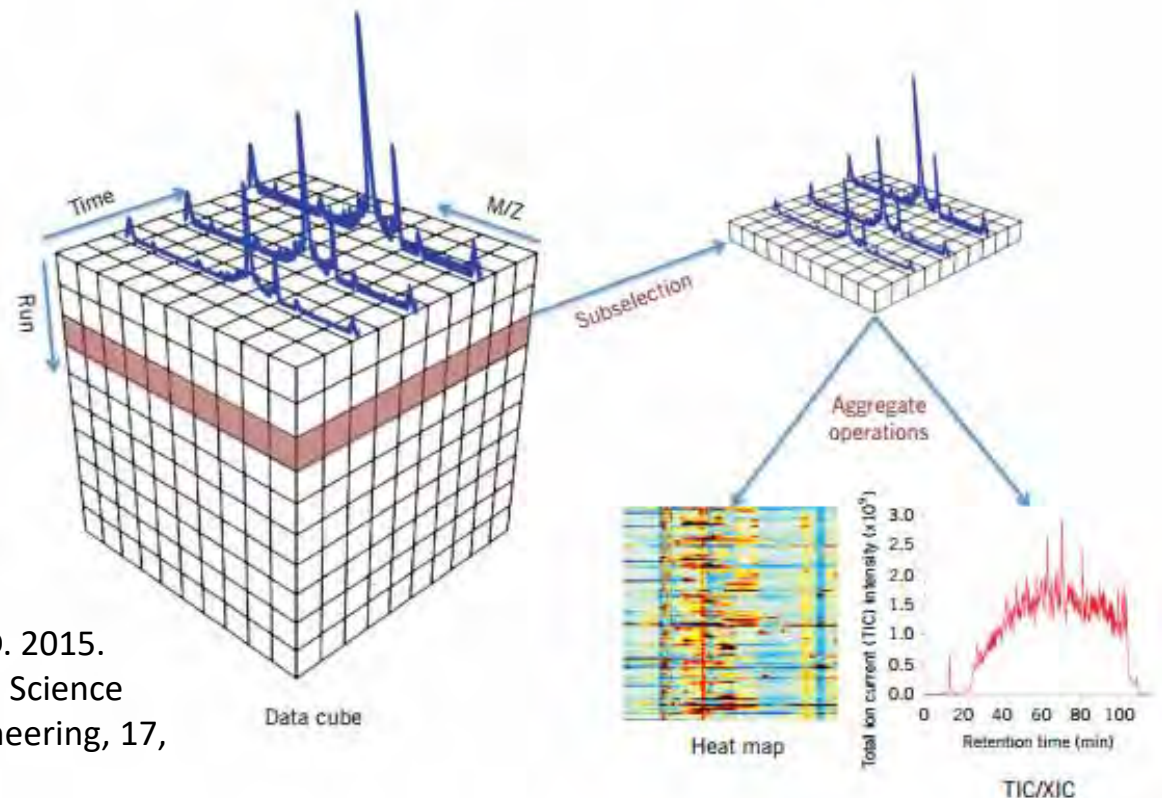 Time
M/Z
Run
Subselection
Aggregate
operations
Data cube
. 2015.
Science
neering, 17,
Heat map
Total ion current (TIC) intensity (x10⁹)
3.0
2.5
2.0
1.5
1.0
0.5
0.0
0 20 40 60 80 100
Retention time (min)
TIC/XIC